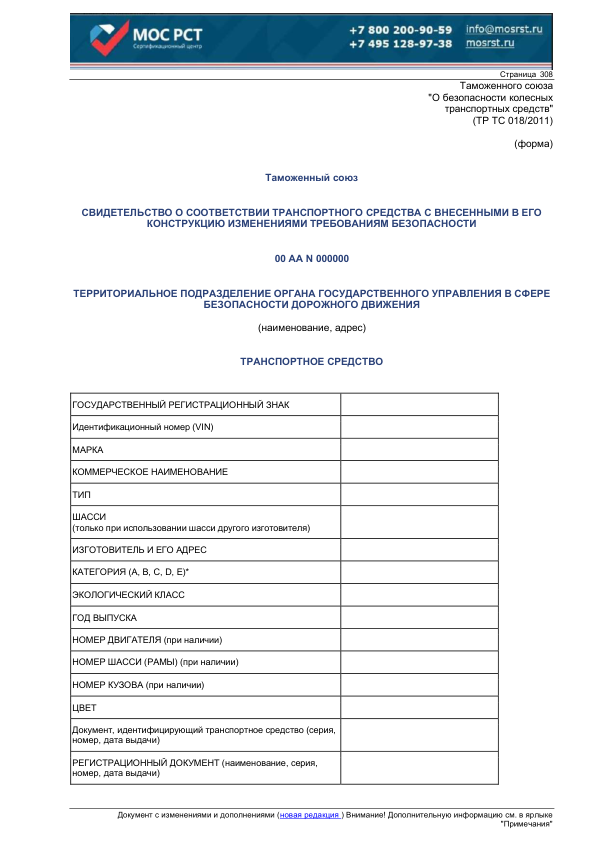 МОС РСТ
Сертификационный центр
+7 800 200-90-59
+7 495 128-97-38
info@mosrst.ru
mosrst.ru
Страница 308
Таможенного союза
"О безопасности колесных
транспортных средств"
(ТР ТС 018/2011)
(форма)
Таможенный союз
СВИДЕТЕЛЬСТВО О СООТВЕТСТВИИ ТРАНСПОРТНОГО СРЕДСТВА С ВНЕСЕННЫМИ В ЕГО
КОНСТРУКЦИЮ ИЗМЕНЕНИЯМИ ТРЕБОВАНИЯМ БЕЗОПАСНОСТИ
00 АА N 000000
ТЕРРИТОРИАЛЬНОЕ ПОДРАЗДЕЛЕНИЕ ОРГАНА ГОСУДАРСТВЕННОГО УПРАВЛЕНИЯ В СФЕРЕ
БЕЗОПАСНОСТИ ДОРОЖНОГО ДВИЖЕНИЯ
(наименование, адрес)
ТРАНСПОРТНОЕ СРЕДСТВО
ГОСУДАРСТВЕННЫЙ РЕГИСТРАЦИОННЫЙ ЗНАК
Идентификационный номер (VIN)
МАРКА
КОММЕРЧЕСКОЕ НАИМЕНОВАНИЕ
ТИП
ШАССИ
(только при использовании шасси другого изготовителя)
ИЗГОТОВИТЕЛЬ И ЕГО АДРЕС
КАТЕГОРИЯ (А, В, С, D, Е)*
ЭКОЛОГИЧЕСКИЙ КЛАСС
ГОД ВЫПУСКА
НОМЕР ДВИГАТЕЛЯ (при наличии)
НОМЕР ШАССИ (РАМЫ) (при наличии)
НОМЕР КУЗОВА (при наличии)
ЦВЕТ
Документ, идентифицирующий транспортное средство (серия,
номер, дата выдачи)
РЕГИСТРАЦИОННЫЙ ДОКУМЕНТ (наименование, серия,
номер, дата выдачи)
Документ с изменениями и дополнениями (новая редакция ) Внимание! Дополнительную информацию см. в ярлыке
"Примечания"